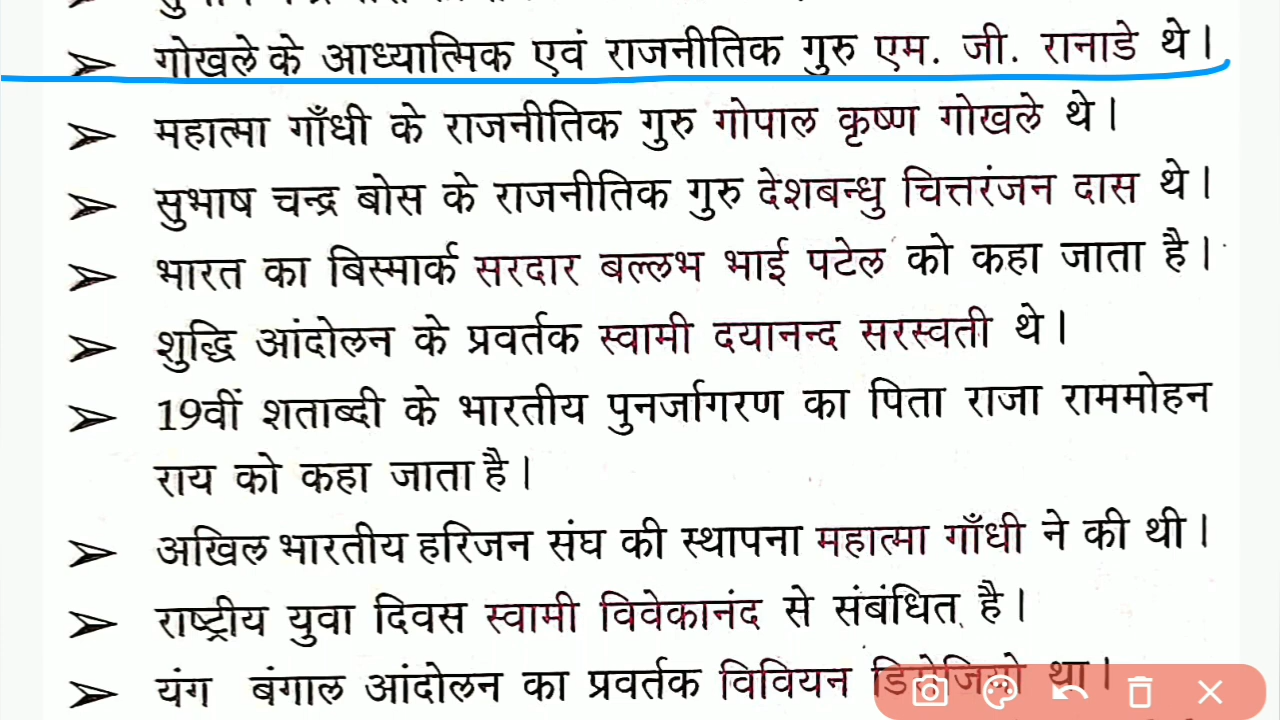 गोखले के आध्यात्मिक एवं राजनीतिक गुरु एम. जी. रानाडे थे।
महात्मा गाँधी के राजनीतिक गुरु गोपाल कृष्ण गोखले थे।
सुभाष चन्द्र बोस के राजनीतिक गुरु देशबन्धु चित्तरंजन दास थे।
भारत का बिस्मार्क सरदार बल्लभ भाई पटेल को कहा जाता है।
शुद्धि आंदोलन के प्रवर्तक स्वामी दयानन्द सरस्वती थे।
19वीं शताब्दी के भारतीय पुनर्जागरण का पिता राजा राममोहन
राय को कहा जाता है।
अखिल भारतीय हरिजन संघ की स्थापना महात्मा गाँधी ने की थी।
राष्ट्रीय युवा दिवस स्वामी विवेकानंद से संबंधित है।
यंग बंगाल आंदोलन का प्रवर्तक विवियन था।